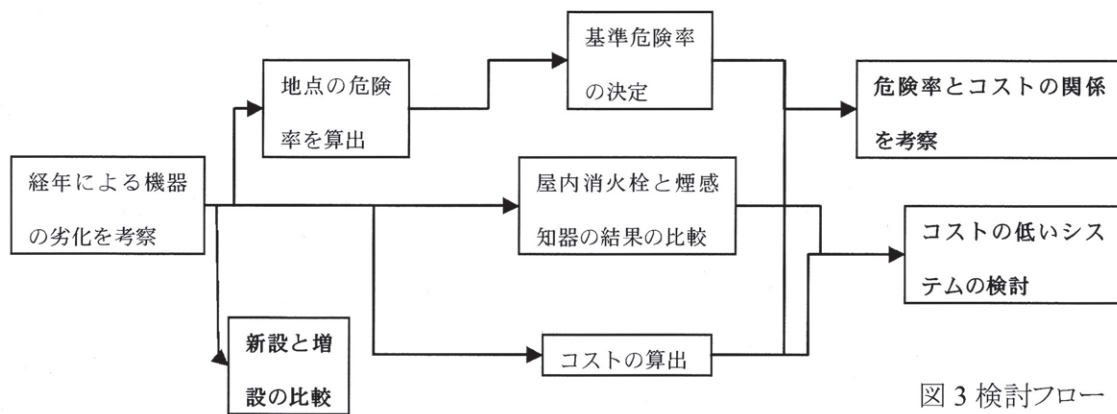 経年による機器
の劣化を考察
地点の危険
率を算出
基準危険率
の決定
屋内消火栓と煙感
知器の結果の比較
新設と増
設の比較
コストの算出
危険率とコストの関係
を考察
コストの低いシス
テムの検討
図 3 検討フロー